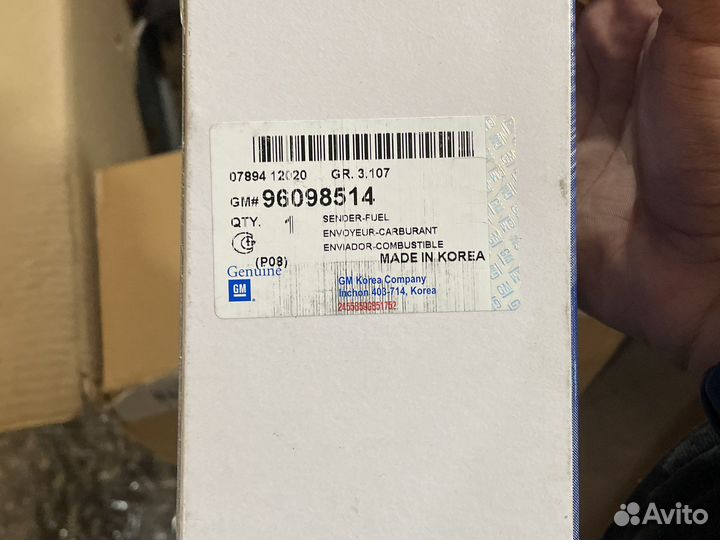 07894 12020 GR. 3.107
GM# 96098514
QTY. 1
SENDER-FUEL
ENVOYEUR-CARBURANT
ENVIADOR-COMBUSTIBLE
(P08)
MADE IN KOREA
Genuine
GM
GM Korea Company
Inchon 403-714, Korea
Avito